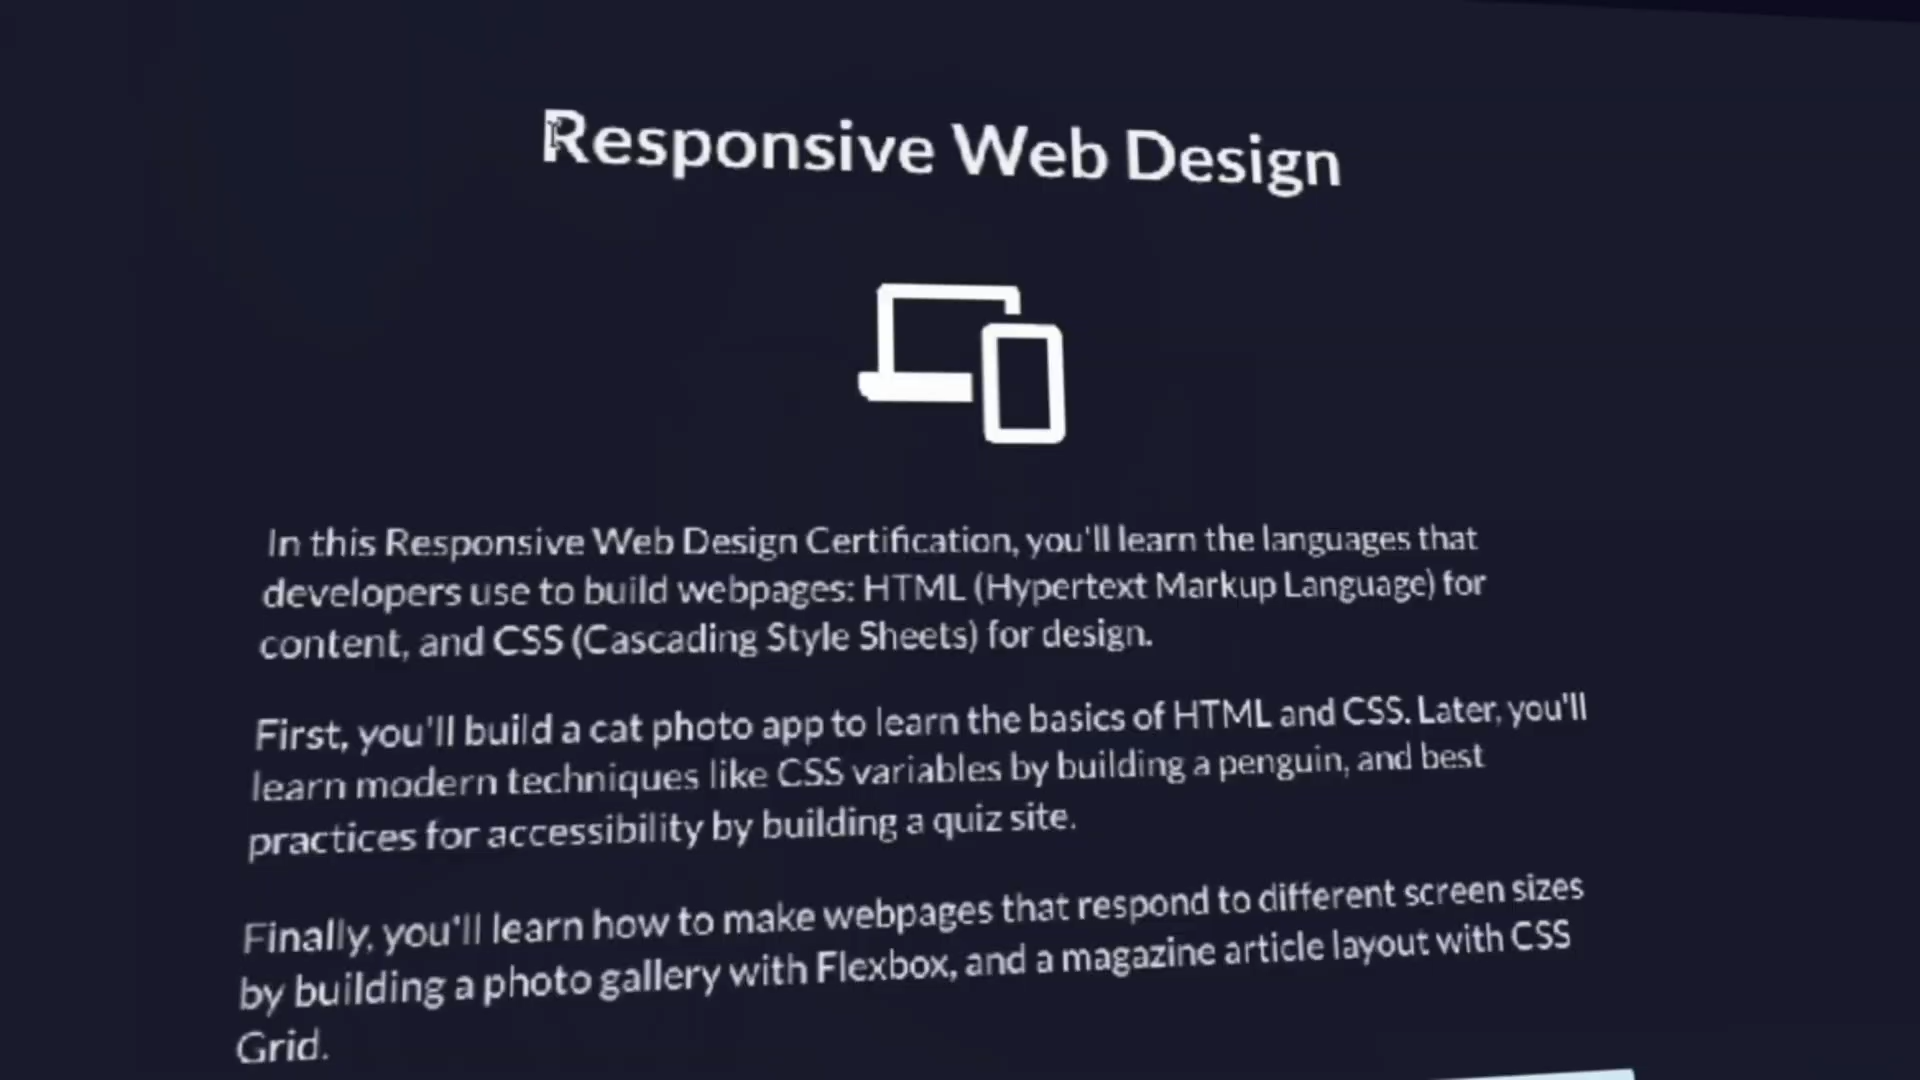 Responsive Web Design
In this Responsive Web Design Certification, you'll learn the languages that
developers use to build webpages: HTML (Hypertext Markup Language) for
content, and CSS (Cascading Style Sheets) for design.
First, you'll build a cat photo app to learn the basics of HTML and CSS. Later, you'll
learn modern techniques like CSS variables by building a penguin, and best
practices for accessibility by building a quiz site.
Finally, you'll learn how to make webpages that respond to different screen sizes
by building a photo gallery with Flexbox, and a magazine article layout with CSS
Grid.